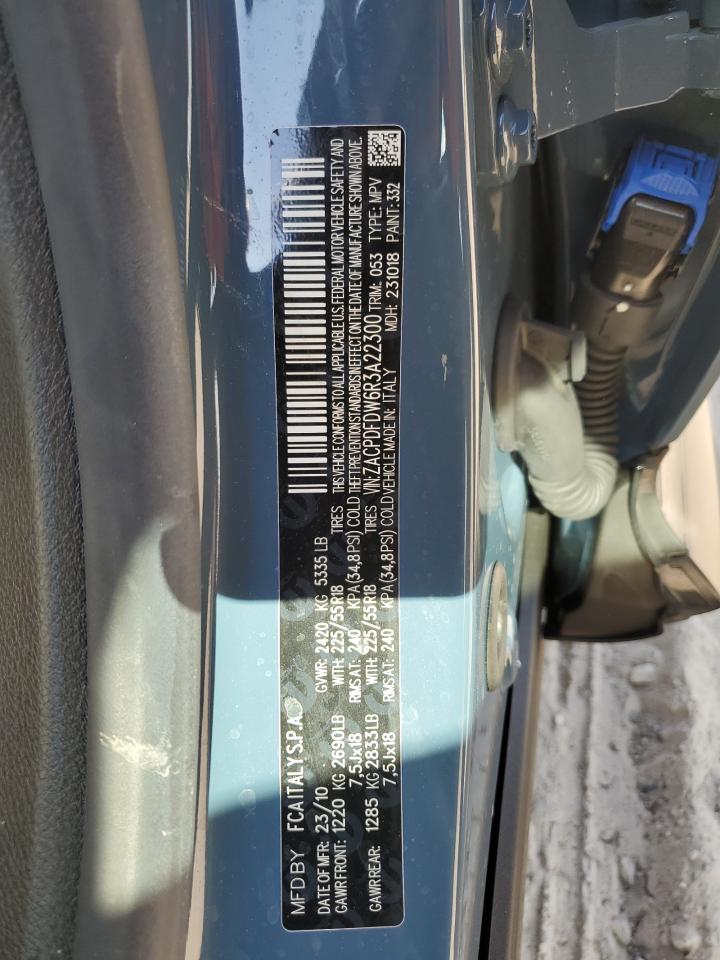 MFD BY FCA ITALY S.P.A.
DATE OF MFR: 23/10 GVWR: 2420 KG 5335 LB
GAWR FRONT: 1220 KG 2690LB WITH: 225/55R18 TIRES
7,5Jx18 RIMS AT: 240 KPA (34,8PSI) COLD
GAWR REAR: 1285 KG 2833LB WITH: 225/55R18 TIRES
7,5Jx18 RIMS AT: 240 KPA (34,8PSI) COLD
THIS VEHICLE CONFORMS TO ALL APPLICABLE U.S. FEDERAL MOTOR VEHICLE SAFETY AND
THEFT PREVENTION STANDARDS IN EFFECT ON THE DATE OF MANUFACTURE SHOWN ABOVE
VIN: ZACPDFDW6R3A22300 TRIM: 053 TYPE: MPV
VEHICLE MADE IN: ITALY MDH: 231018 PAINT: 332